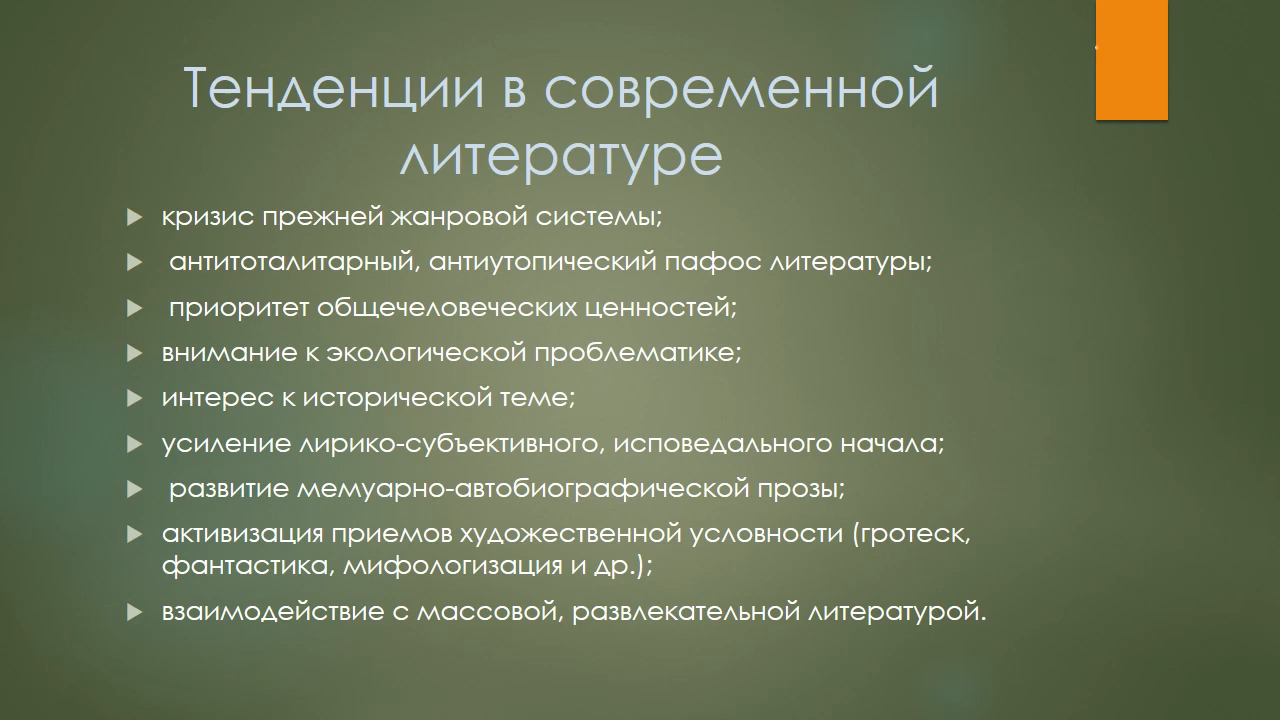 Тенденции в современной
литературе
кризис прежней жанровой системы;
антитоталитарный, антиутопический пафос литературы;
приоритет общечеловеческих ценностей;
внимание к экологической проблематике;
интерес к исторической теме;
усиление лирико-субъективного, исповедального начала;
развитие мемуарно-автобиографической прозы;
активизация приемов художественной условности (гротеск,
фантастика, мифологизация и др.);
взаимодействие с массовой, развлекательной литературой.